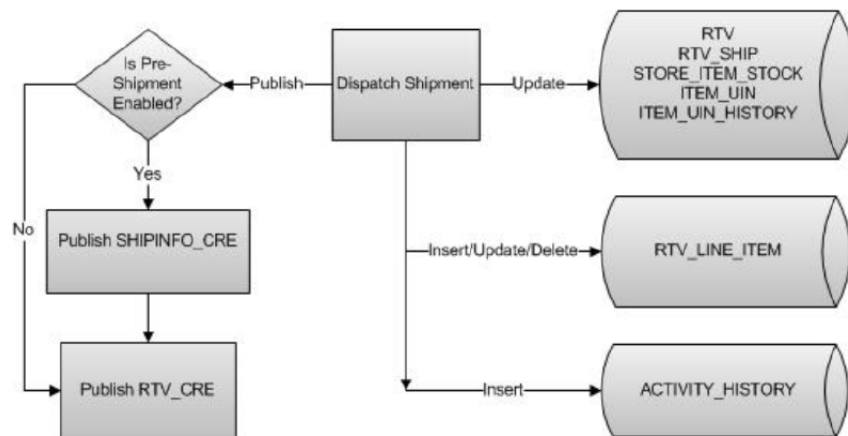 Is Pre-
Shipment
Enabled?
Publish
Dispatch Shipment
Update
RTV
RTV_SHIP
STORE_ITEM_STOCK
ITEM_UIN
ITEM_UIN_HISTORY
Yes
No
Publish SHIPINFO_CRE
Insert/Update/Delete
RTV_LINE_ITEM
Publish RTV_CRE
Insert
ACTIVITY_HISTORY